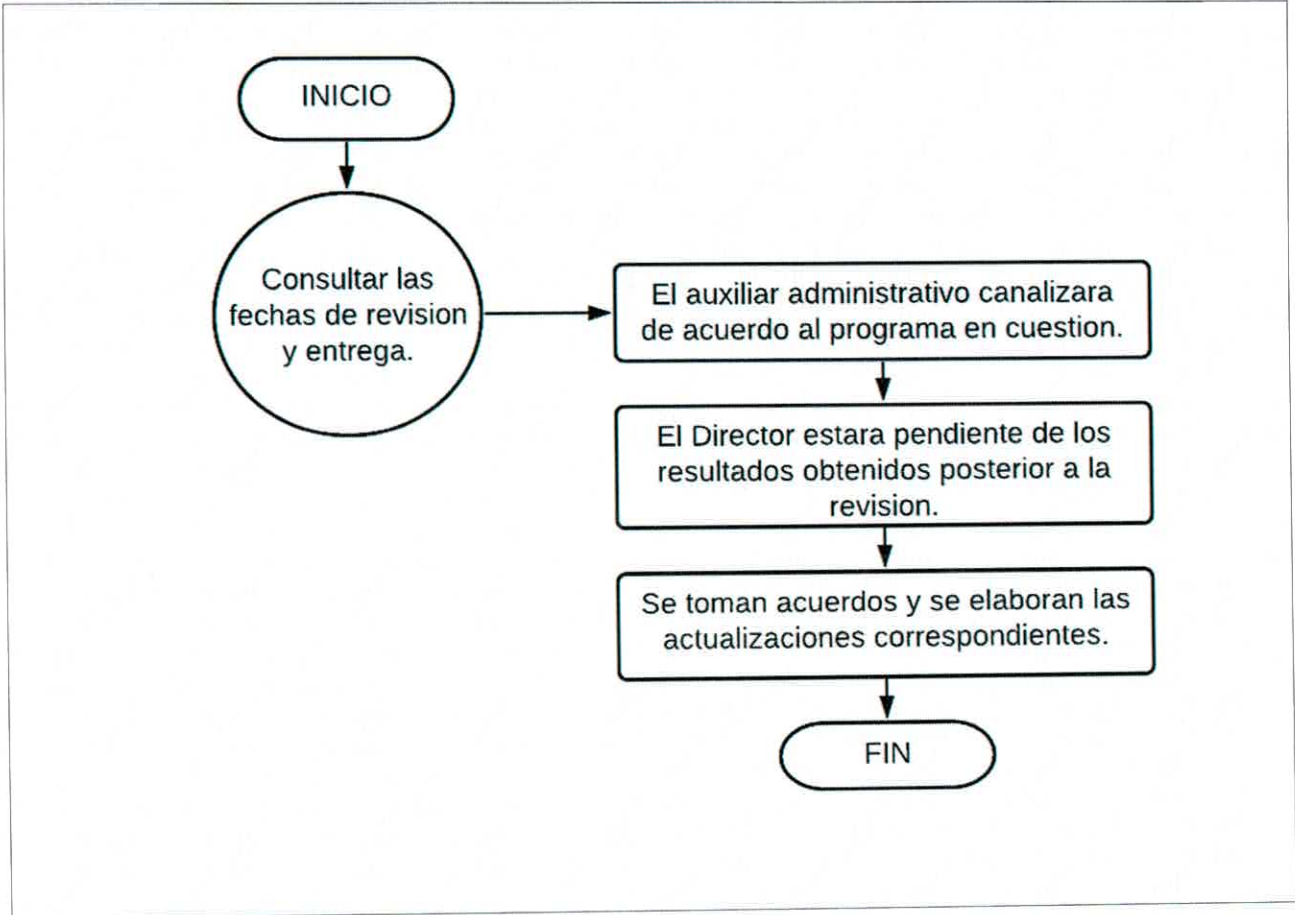 INICIO
Consultar las
fechas de revision
y entrega.
El auxiliar administrativo canalizara
de acuerdo al programa en cuestion.
El Director estara pendiente de los
resultados obtenidos posterior a la
revision.
Se toman acuerdos y se elaboran las
actualizaciones correspondientes.
FIN